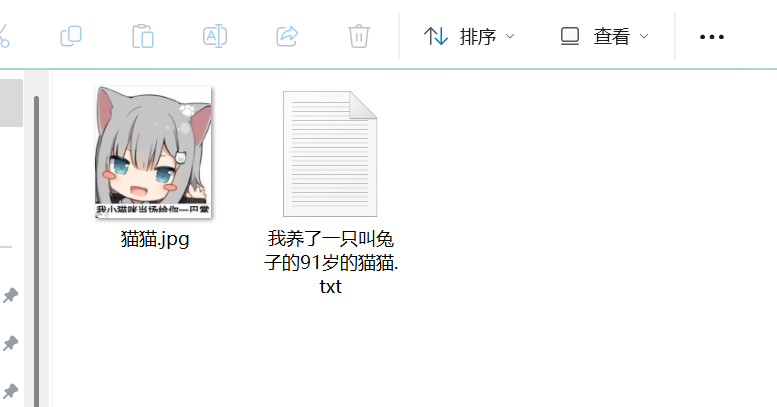 排序
查看
我小猫咪当场给你一巴掌
猫猫.jpg
我养了一只叫兔
子的91岁的猫猫.
txt